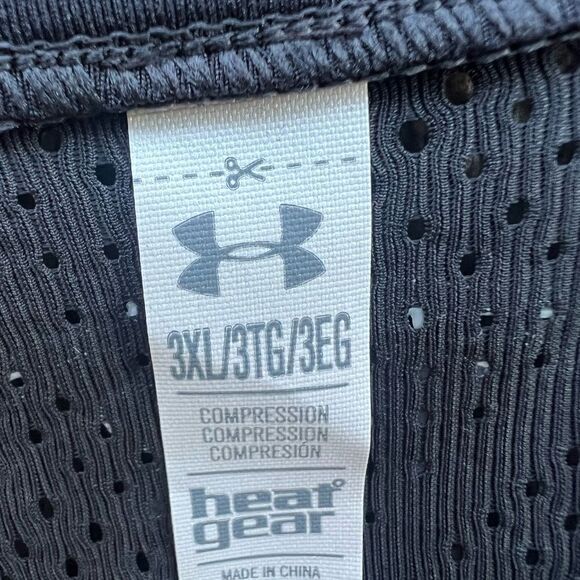 3XL/3TG/3EG
COMPRESSION
COMPRESSION
COMPRESIÓN
heat°
gear
MADE IN CHINA